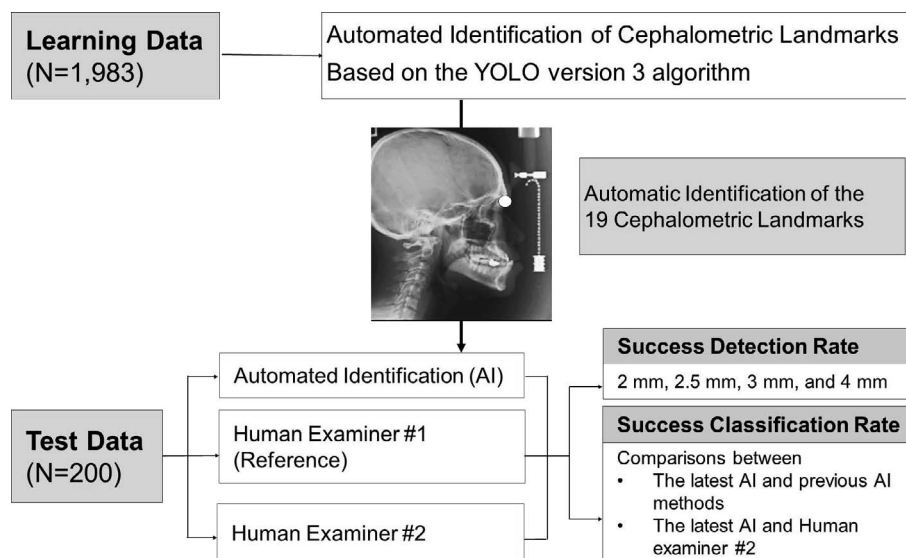 Learning Data
(N=1,983)
Automated Identification of Cephalometric Landmarks
Based on the YOLO version 3 algorithm
Automatic Identification of the
19 Cephalometric Landmarks
Test Data
(N=200)
Automated Identification (AI)
Human Examiner #1
(Reference)
Human Examiner #2
Success Detection Rate
2 mm, 2.5 mm, 3 mm, and 4 mm
Success Classification Rate
Comparisons between
• The latest AI and previous AI
methods
• The latest AI and Human
examiner #2